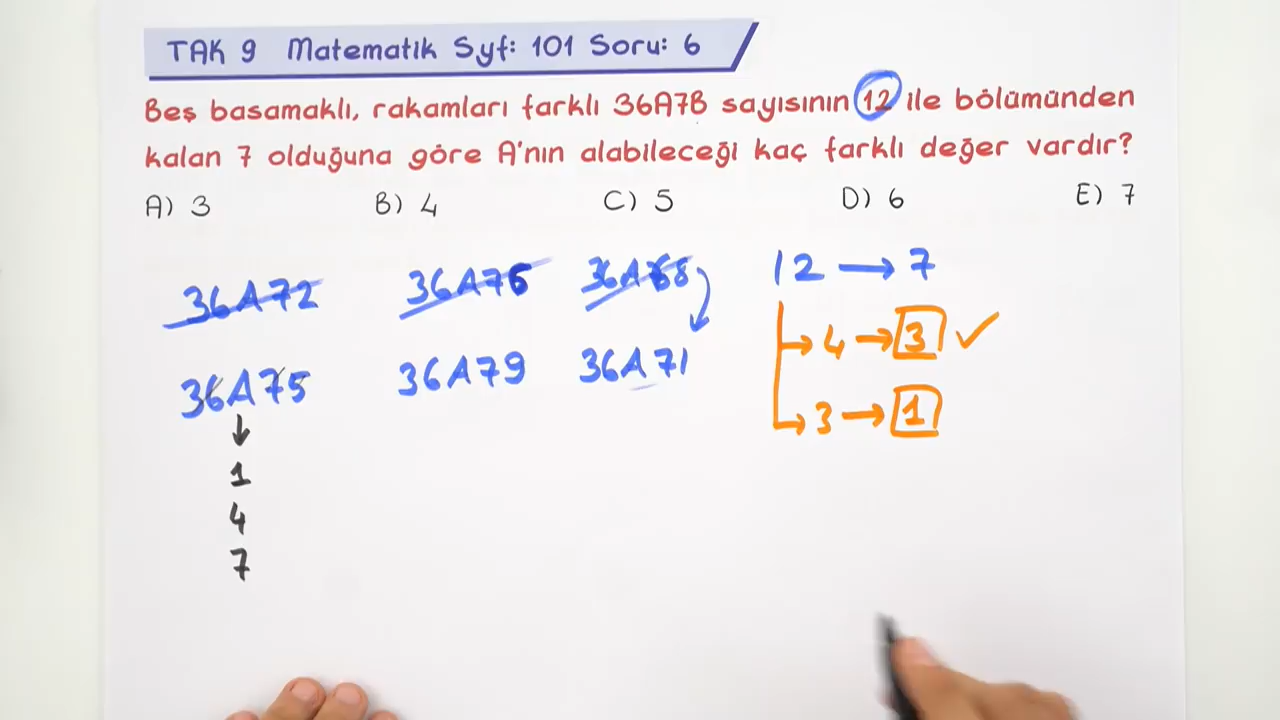 TAK 9 Matematik Syf: 101 Soru: 6
Beş basamaklı, rakamları farklı 36A7B sayısının 12 ile bölümünden
kalan 7 olduğuna göre A'nın alabileceği kaç farklı değer vardır?
A) 3 B) 4 C) 5 D) 6 E) 7
36A72 36A76 12 → 7
→ 4 → 3 ✓
36A75 36A79 36A71
→ 3 → 1
↓
1
4
7